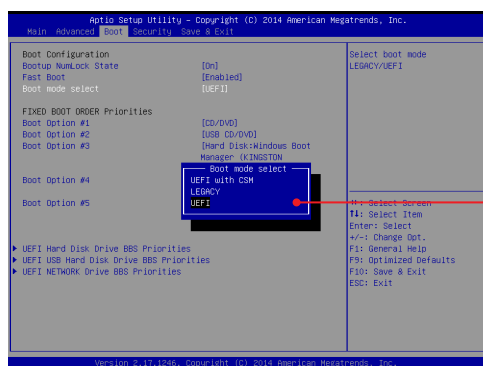 Aptio Setup Utility – Copyright (C) 2014 American Megatrends, Inc.
Main Advanced Boot Security Save & Exit
Boot Configuration
Bootup NumLock State [On]
Fast Boot [Enabled]
Boot mode select [UEFI]
FIXED BOOT ORDER Priorities
Boot Option #1 [CD/DVD]
Boot Option #2 [USB CD/DVD]
Boot Option #3 [Hard Disk:Windows Boot
Manager (KINGSTON
Boot Option #4
Boot Option #5
Boot mode select
UEFI with CSM
LEGACY
UEFI
▶ UEFI Hard Disk Drive BBS Priorities
▶ UEFI USB Hard Disk Drive BBS Priorities
▶ UEFI NETWORK Drive BBS Priorities
Select boot mode
LEGACY/UEFI
↔: Select Screen
↑↓: Select Item
Enter: Select
+/-: Change Opt.
F1: General Help
F9: Optimized Defaults
F10: Save & Exit
ESC: Exit
Version 2.17.1246. Copyright (C) 2014 American Megatrends, Inc.